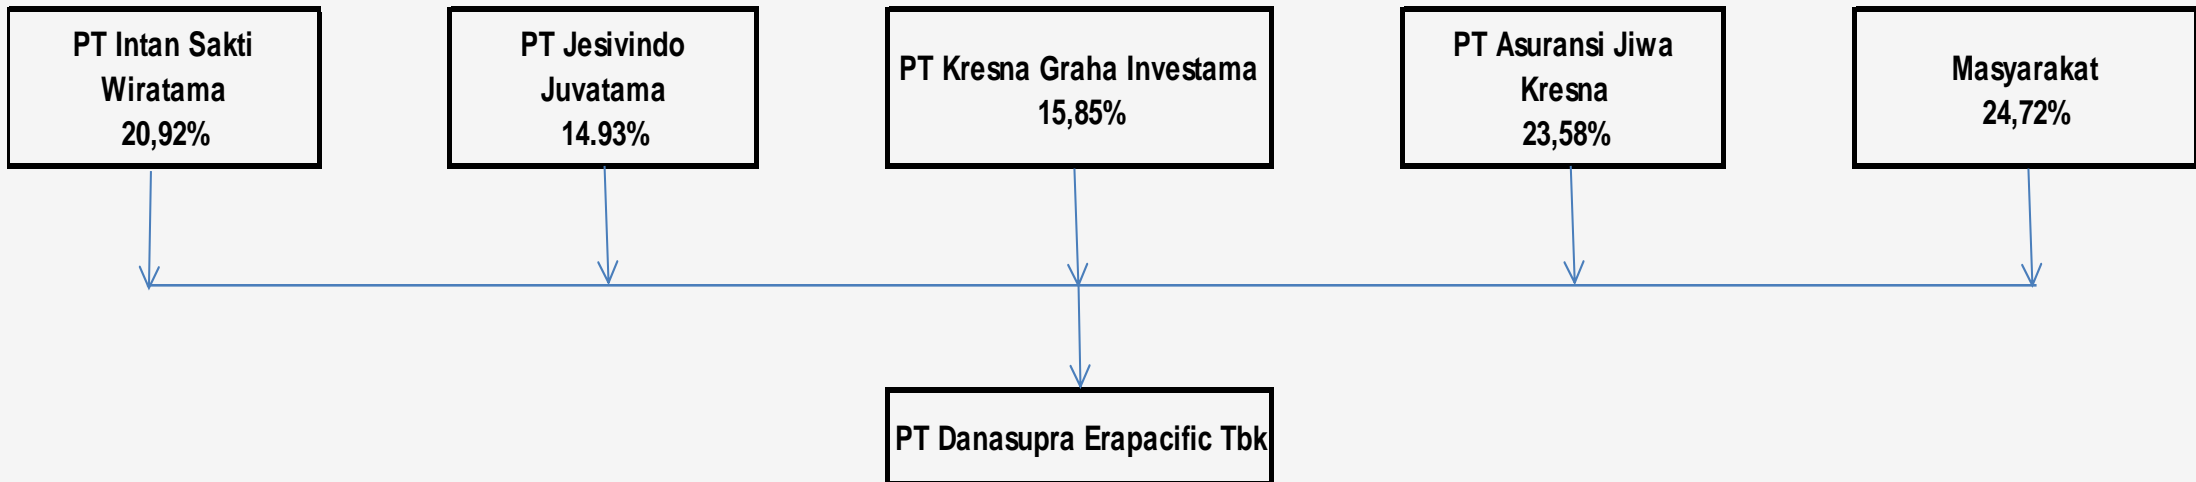 PT Intan Sakti
Wiratama
20,92%
PT Jesivindo
Juvatama
14.93%
PT Kresna Graha Investama
15,85%
PT Asuransi Jiwa
Kresna
23,58%
Masyarakat
24,72%
PT Danasupra Erapacific Tbk